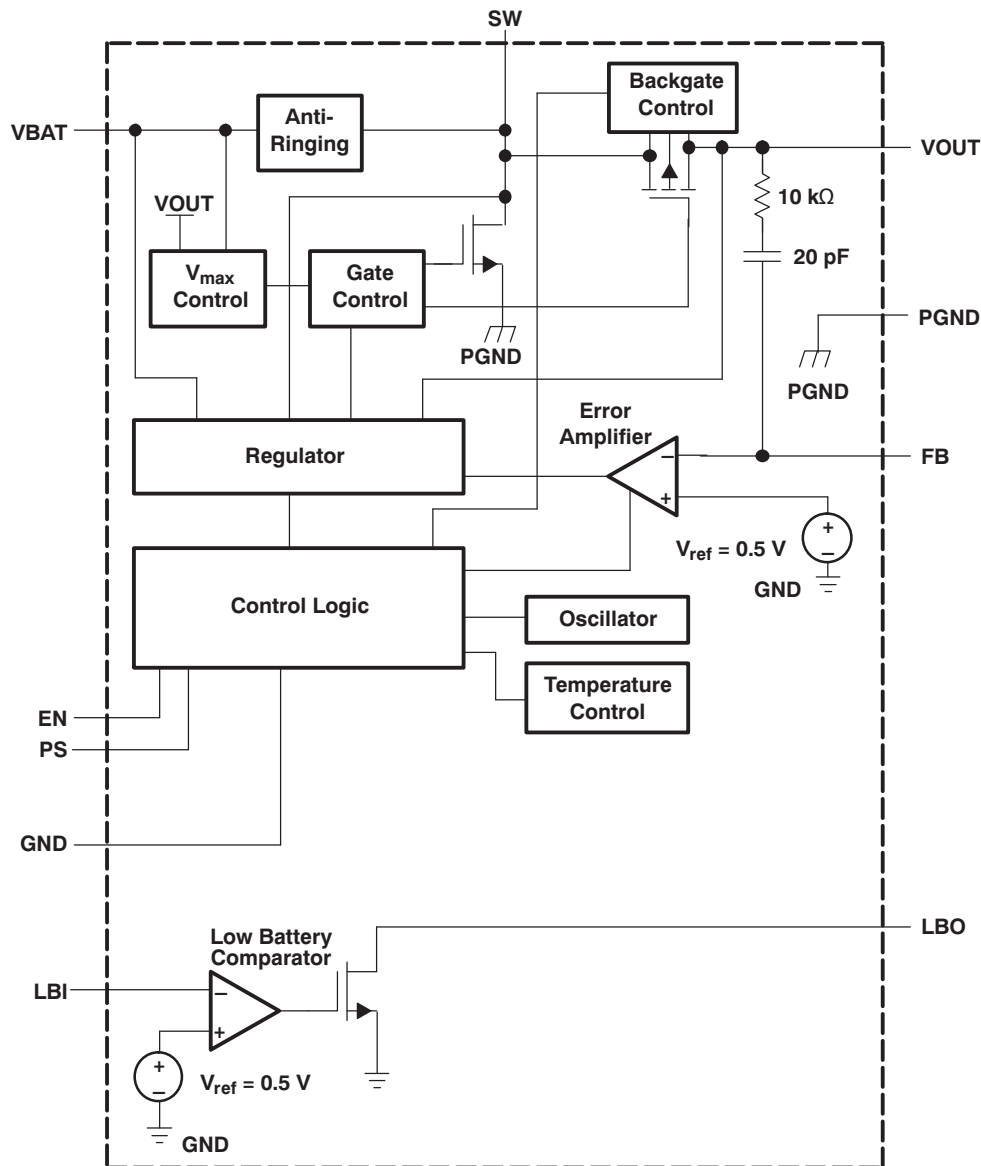 SW
Backgate
Control
Anti-
Ringing
VBAT
VOUT
VOUT
10 kΩ
20 pF
Vmax
Control
Gate
Control
PGND
PGND
PGND
Error
Amplifier
Regulator
−
+
FB
Vref = 0.5 V
+
−
GND
Control Logic
Oscillator
Temperature
Control
EN
PS
GND
LBO
Low Battery
Comparator
LBI
−
+
+
−
Vref = 0.5 V
GND